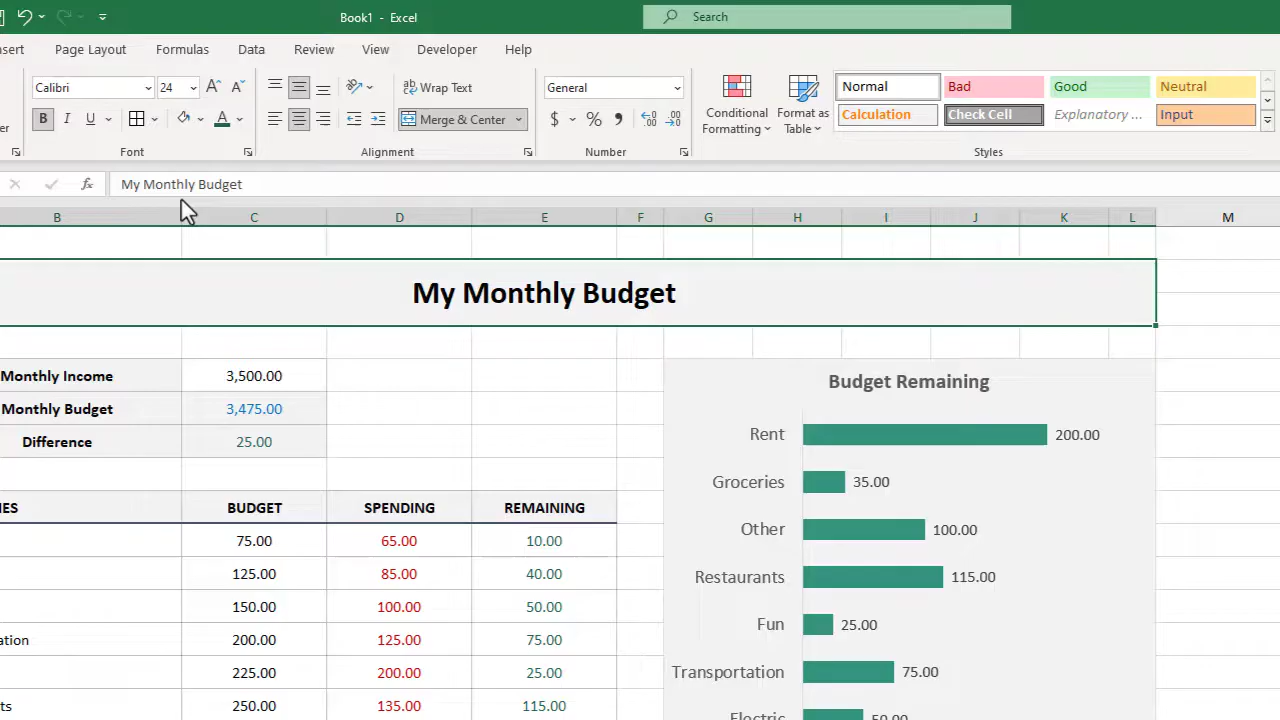 Book1 - Excel
Search
Page Layout Formulas Data Review View Developer Help
Calibri 24 A A ab Wrap Text General
B I U A Merge & Center $ % 9 .00 .00
Conditional Formatting
Format as Table
Normal Bad Good Neutral
Calculation Check Cell Explanatory ... Input
Font Alignment Number Styles
fx My Monthly Budget
B C D E F G H I J K L M
My Monthly Budget
Monthly Income 3,500.00
Monthly Budget 3,475.00
Difference 25.00
BUDGET SPENDING REMAINING
75.00 65.00 10.00
125.00 85.00 40.00
150.00 100.00 50.00
200.00 125.00 75.00
225.00 200.00 25.00
250.00 135.00 115.00
Budget Remaining
Rent 200.00
Groceries 35.00
Other 100.00
Restaurants 115.00
Fun 25.00
Transportation 75.00
Electric 50.00